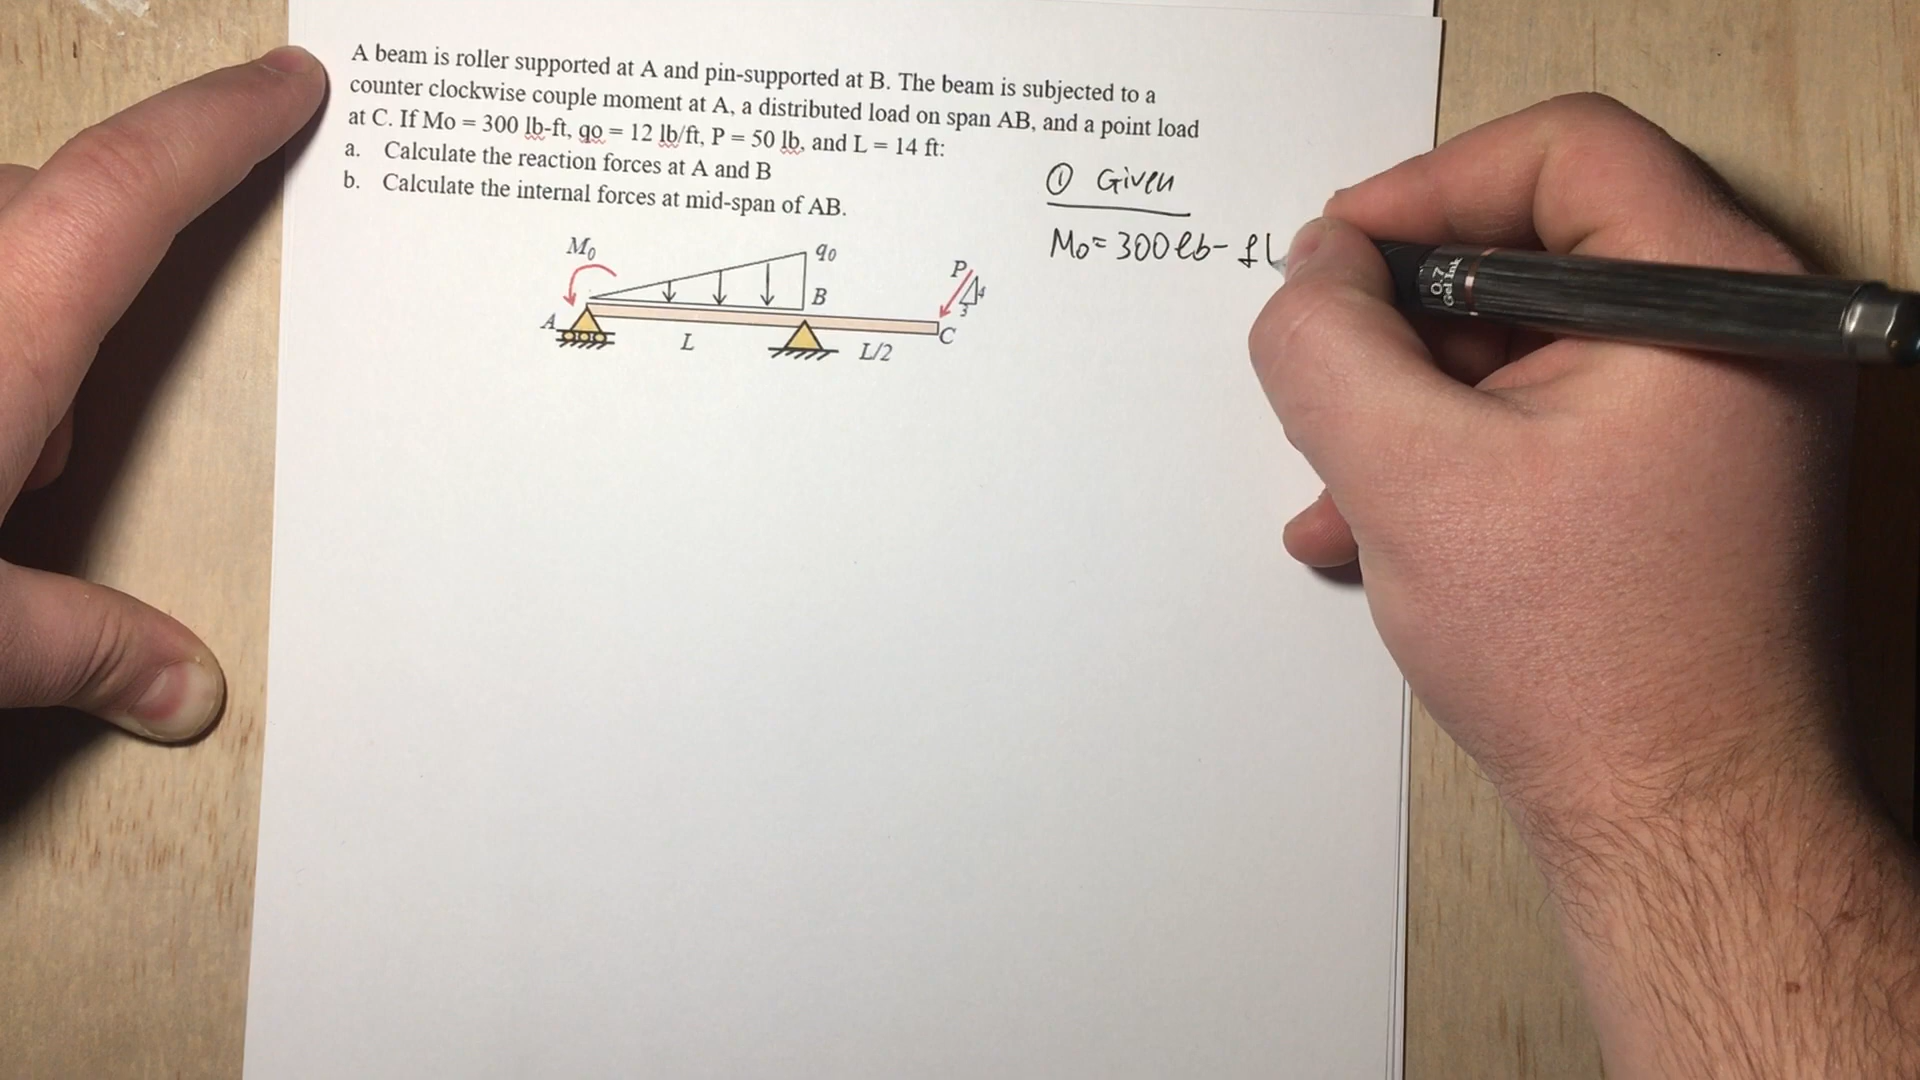 A beam is roller supported at A and pin-supported at B. The beam is subjected to a
counter clockwise couple moment at A, a distributed load on span AB, and a point load
at C. If Mo = 300 lb-ft, qo = 12 lb/ft, P = 50 lb, and L = 14 ft:
a. Calculate the reaction forces at A and B
b. Calculate the internal forces at mid-span of AB.
① Given
Mo = 300 lb-
M0
q0
P
4
3
B
A
C
L
L/2
0.7
Gel Ink